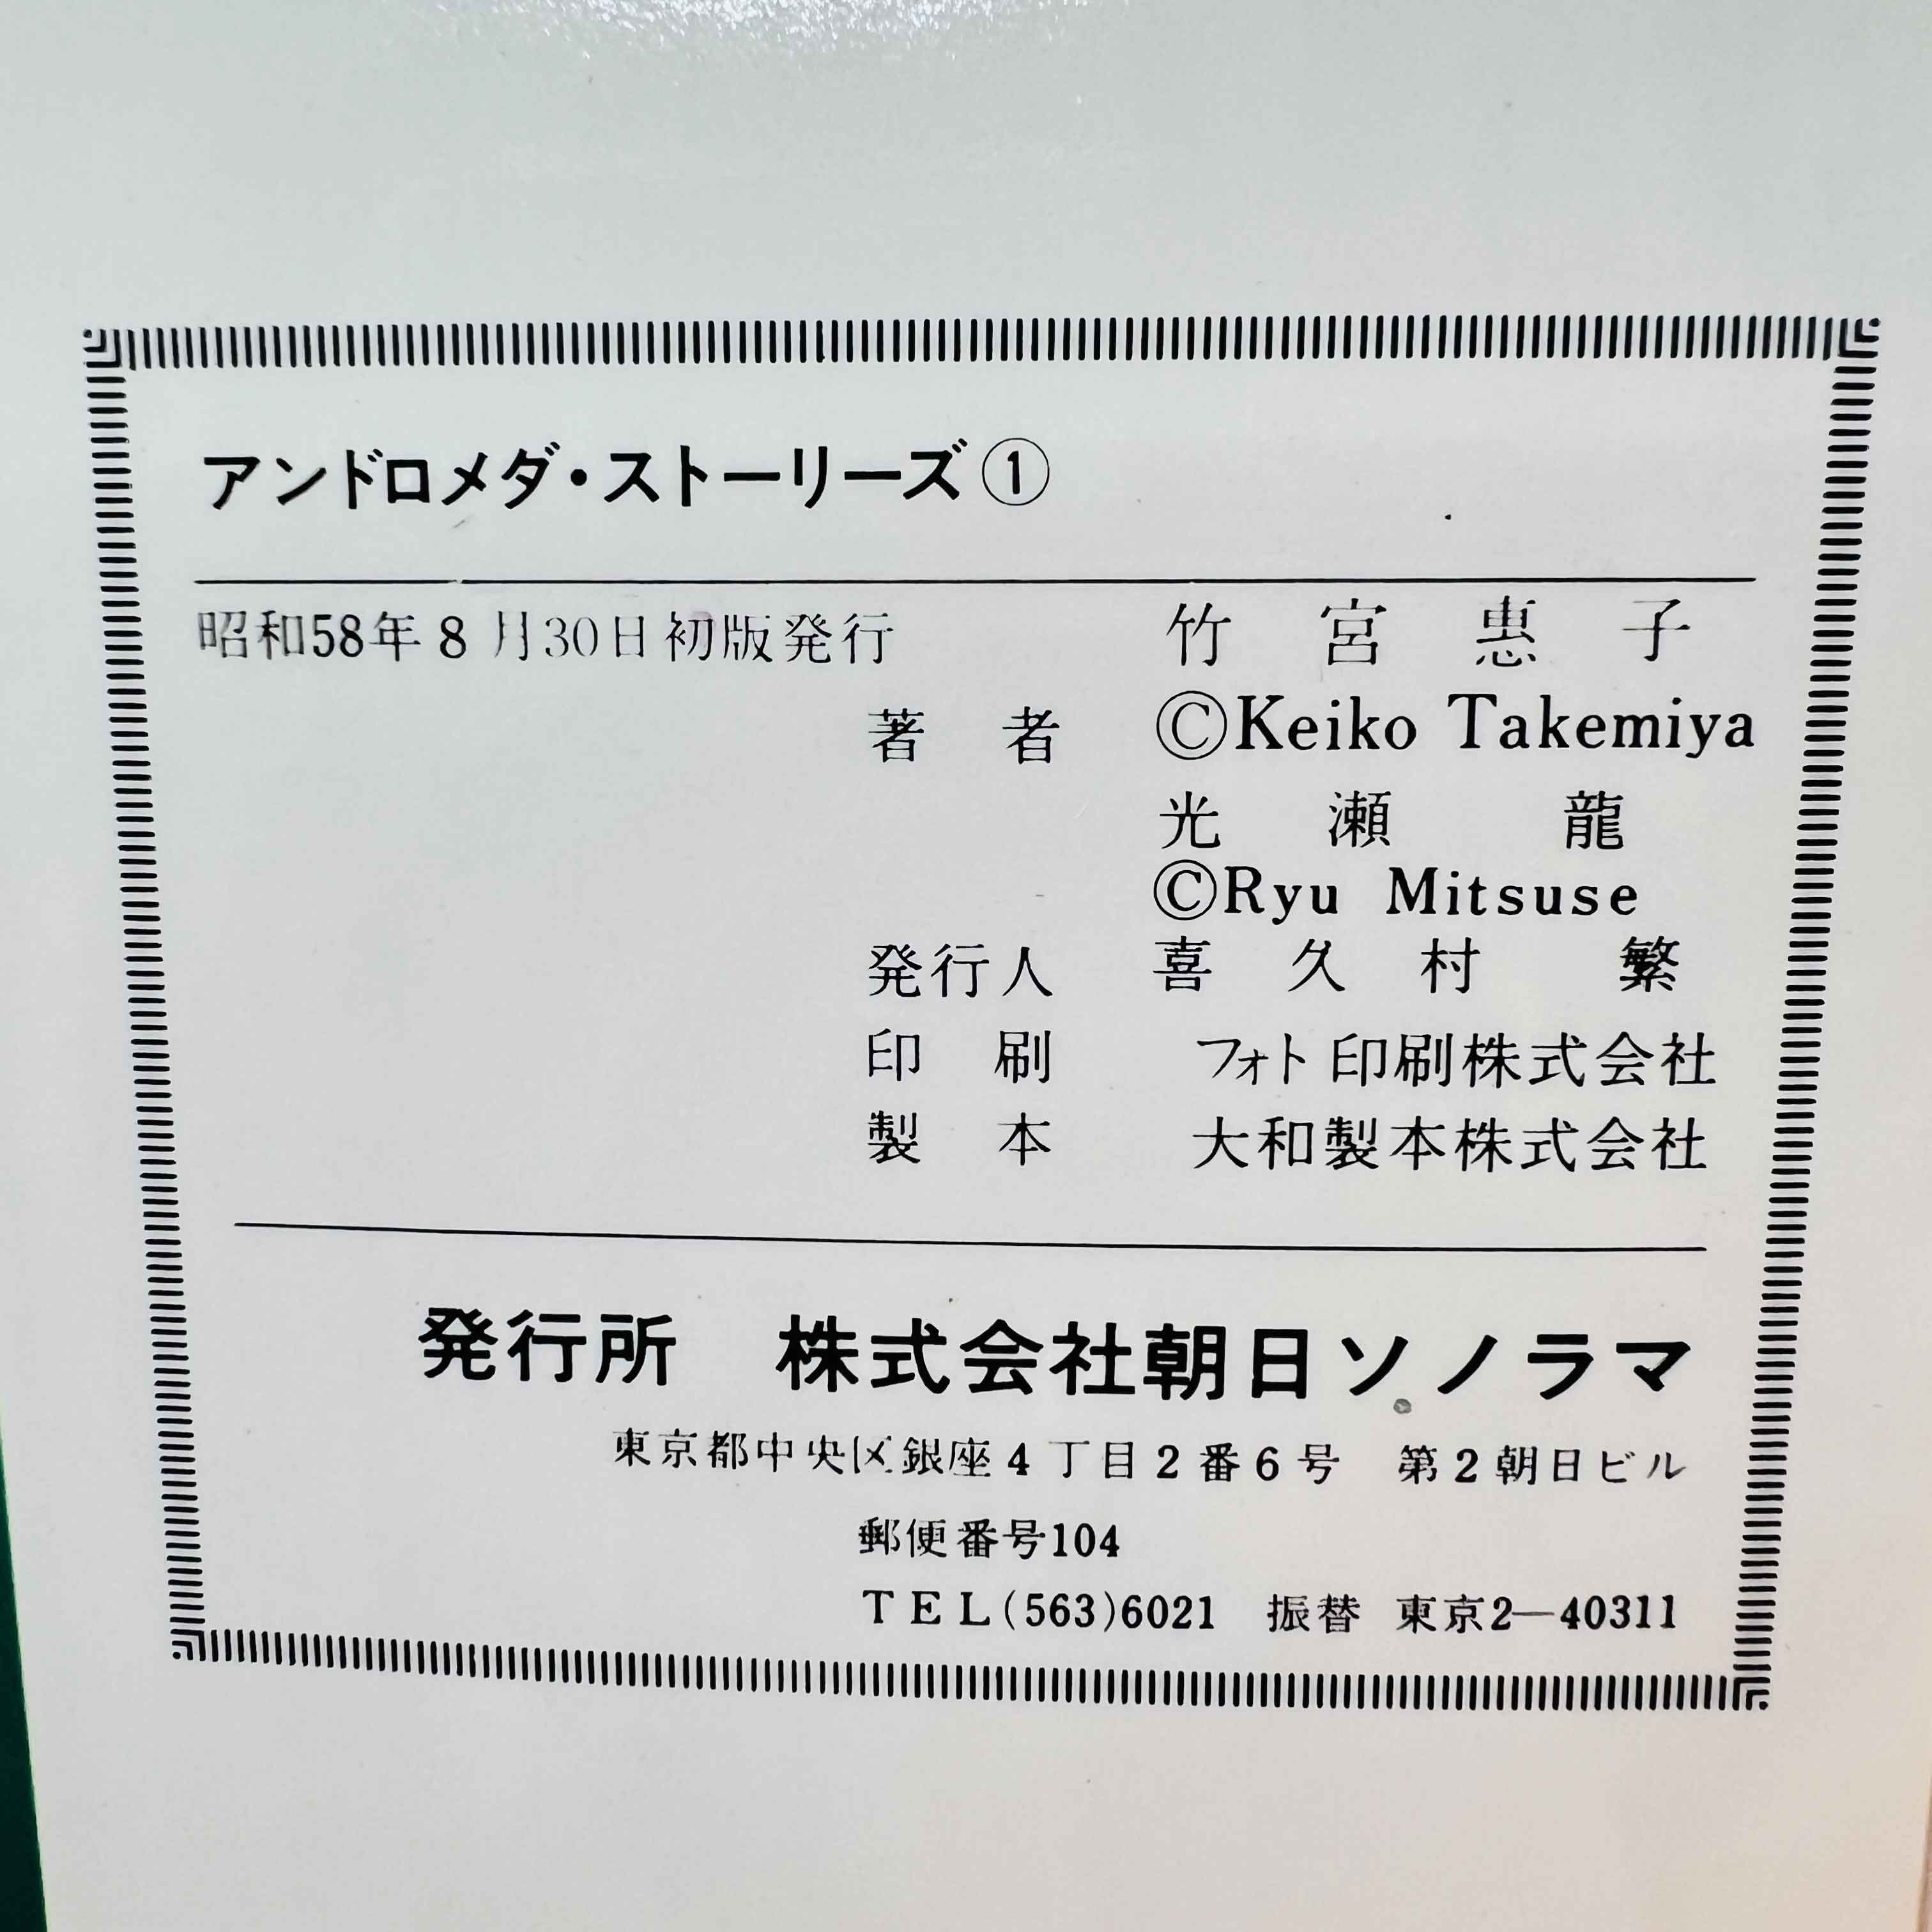 アンドロメダ・ストーリーズ①
昭和58年8月30日初版発行
竹宮惠子
著者 ©Keiko Takemiya
光瀬龍
©Ryu Mitsuse
発行人 喜久村繁
印刷 フォト印刷株式会社
製本 大和製本株式会社
発行所 株式会社朝日ソノラマ
東京都中央区銀座4丁目2番6号 第2朝日ビル
郵便番号104
TEL(563)6021 振替 東京2—40311